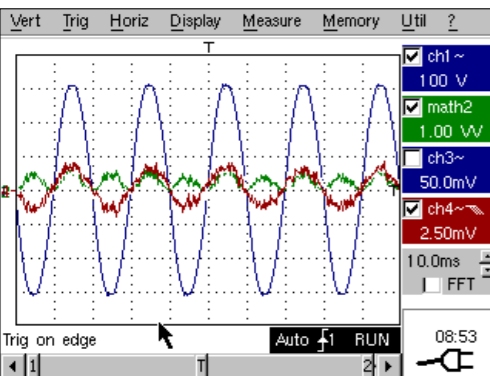 Vert Trig Horiz Display Measure Memory Util ?
T
ch1~
100 V
math2
1.00 VV
ch3~
50.0mV
ch4~
2.50mV
10.0ms
FFT
Trig on edge
Auto 1 RUN
08:53
1 T 2